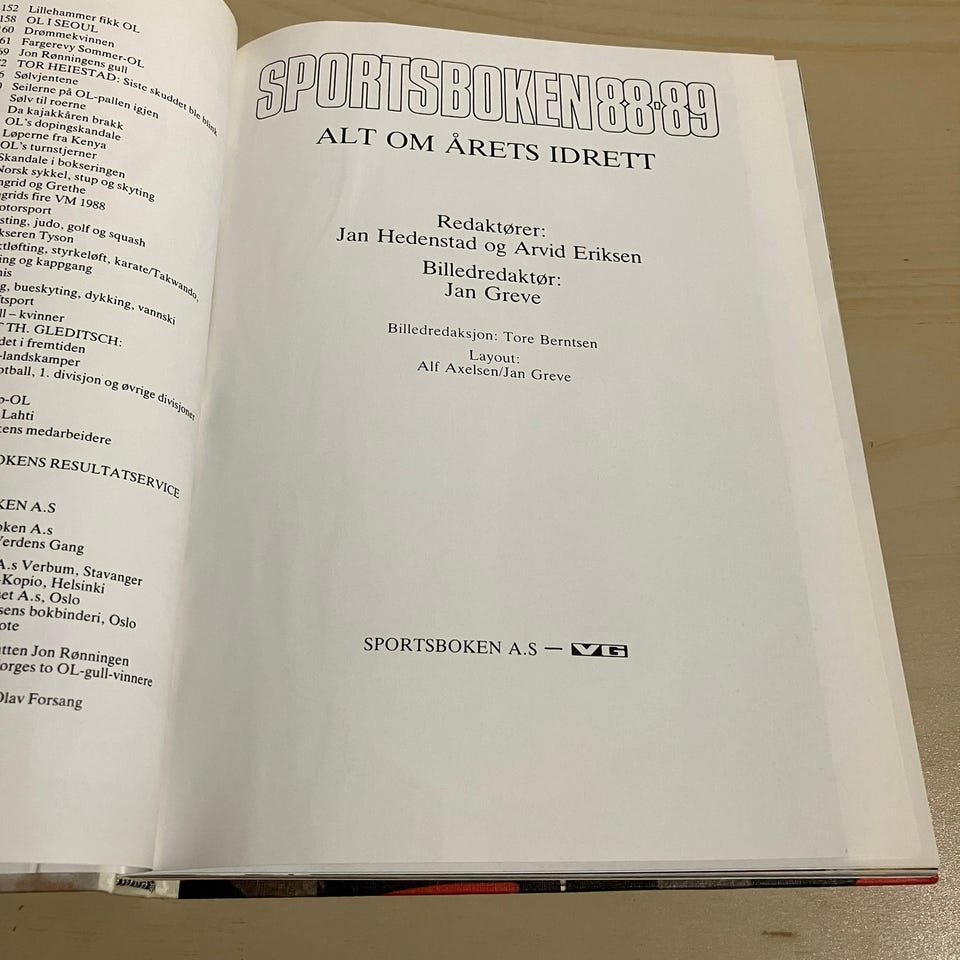 152 Lillehammer fikk OL
158 OL I SEOUL
160 Drømmekvinnen
61 Fargerevy Sommer-OL
69 Jon Rønningens gull
2 TOR HEIESTAD: Siste skuddet ble blink
6 Sølvjentene
Seilerne på OL-pallen igjen
Sølv til roerne
Da kajakkåren brakk
OL's dopingskandale
Løperne fra Kenya
OL's turnstjerner
Skandale i bokseringen
Norsk sykkel, stup og skyting
ngrid og Grethe
ngrids fire VM 1988
otorsport
sting, judo, golf og squash
kseren Tyson
ktløfting, styrkeløft, karate/Takwando,
ing og kappgang
nis
g, bueskyting, dykking, vannski
ftsport
ll – kvinner
T TH. GLEDITSCH:
det i fremtiden
-landskamper
otball, 1. divisjon og øvrige divisjoner
o-OL
Lahti
kens medarbeidere
OKENS RESULTATSERVICE
KEN A.S
oken A.s
Verdens Gang
A.s Verbum, Stavanger
-Kopio, Helsinki
et A.s, Oslo
sens bokbinderi, Oslo
ote
atten Jon Rønningen
orges to OL-gull-vinnere
Olav Forsang
SPORTSBOKEN 88-89
ALT OM ÅRETS IDRETT
Redaktører:
Jan Hedenstad og Arvid Eriksen
Billedredaktør:
Jan Greve
Billedredaksjon: Tore Berntsen
Layout:
Alf Axelsen/Jan Greve
SPORTSBOKEN A.S — VG